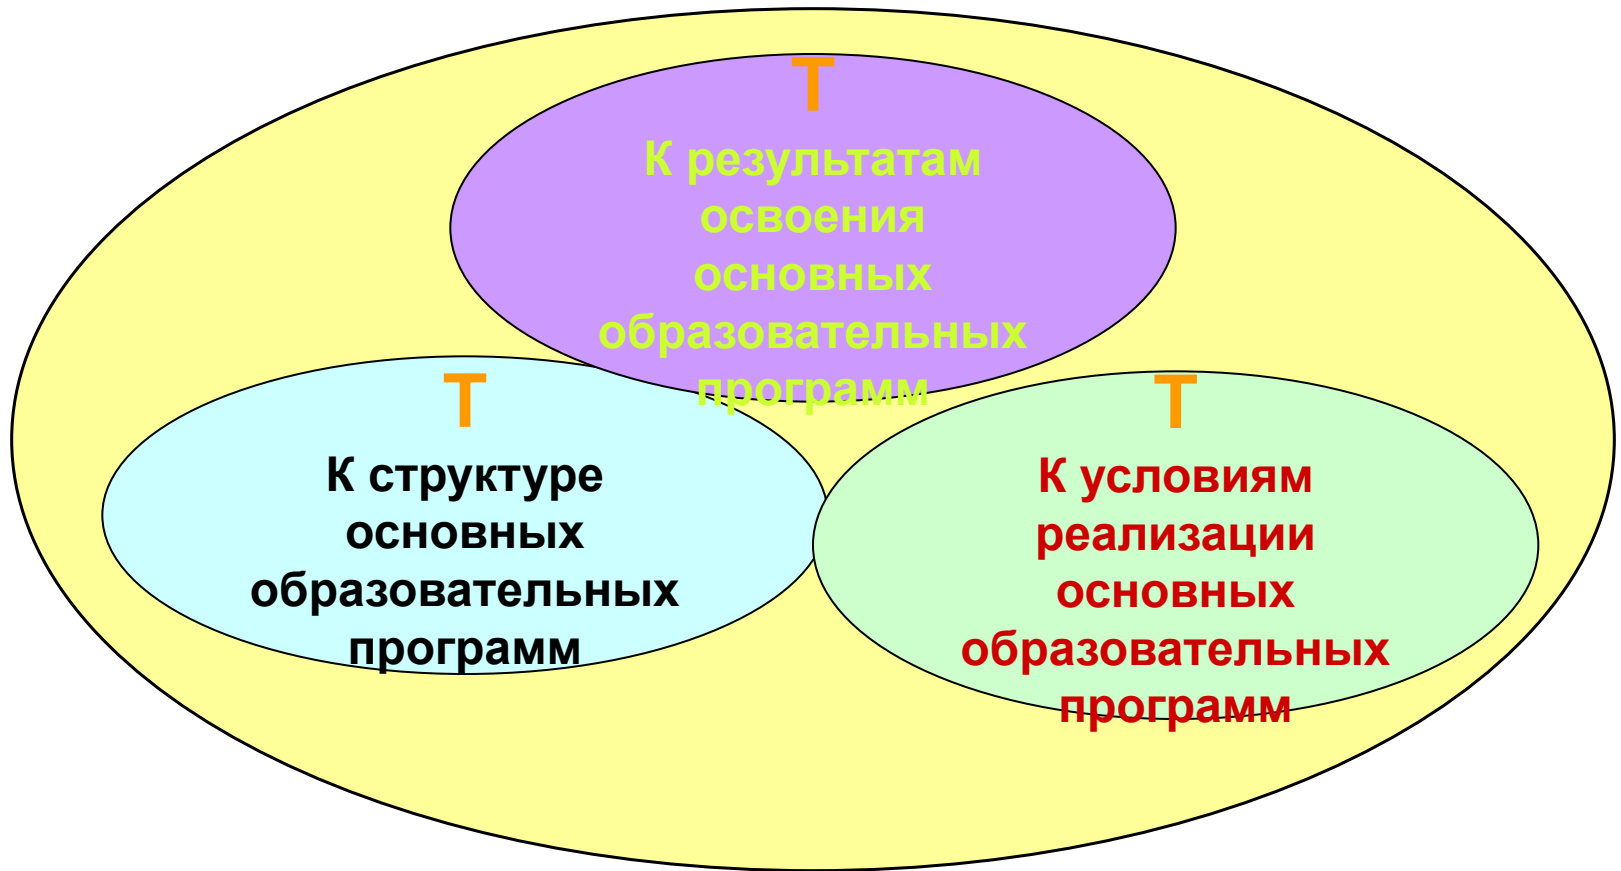 Т
К результатам
освоения
основных
образовательных
программ
Т
К структуре
основных
образовательных
программ
Т
К условиям
реализации
основных
образовательных
программ